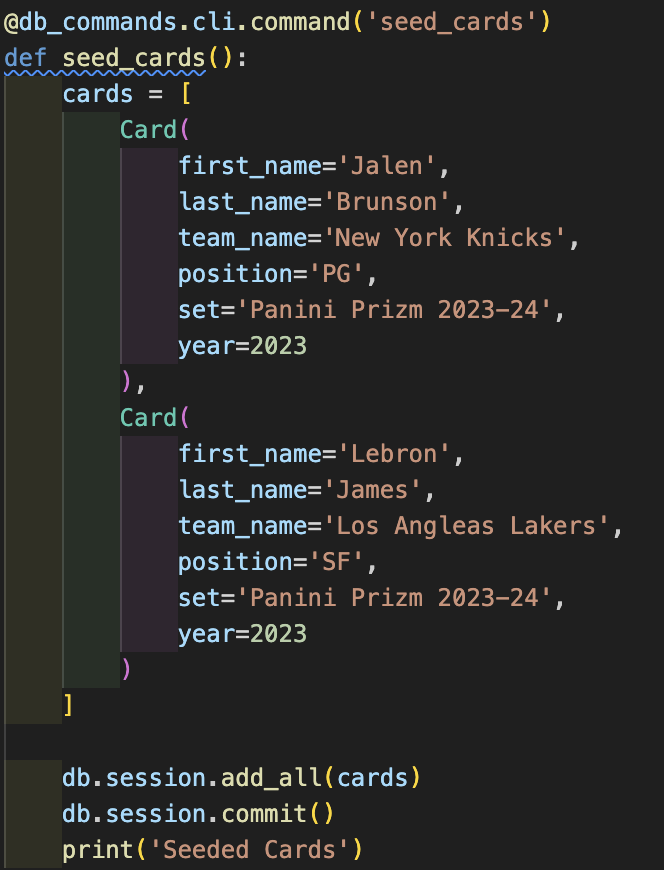 @db_commands.cli.command('seed_cards')
def seed_cards():
    cards = [
        Card(
            first_name='Jalen',
            last_name='Brunson',
            team_name='New York Knicks',
            position='PG',
            set='Panini Prizm 2023-24',
            year=2023
        ),
        Card(
            first_name='Lebron',
            last_name='James',
            team_name='Los Angleas Lakers',
            position='SF',
            set='Panini Prizm 2023-24',
            year=2023
        )
    ]

    db.session.add_all(cards)
    db.session.commit()
    print('Seeded Cards')